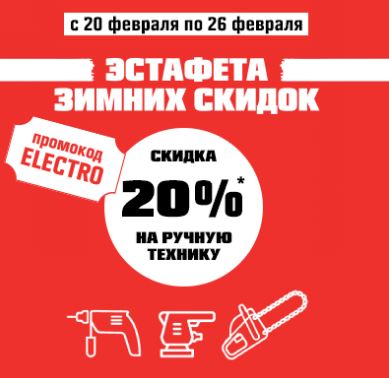 с 20 февраля по 26 февраля
ЭСТАФЕТА
ЗИМНИХ СКИДОК
ПРОМОКОД
ELECTRO
СКИДКА
20%*
НА РУЧНУЮ
ТЕХНИКУ